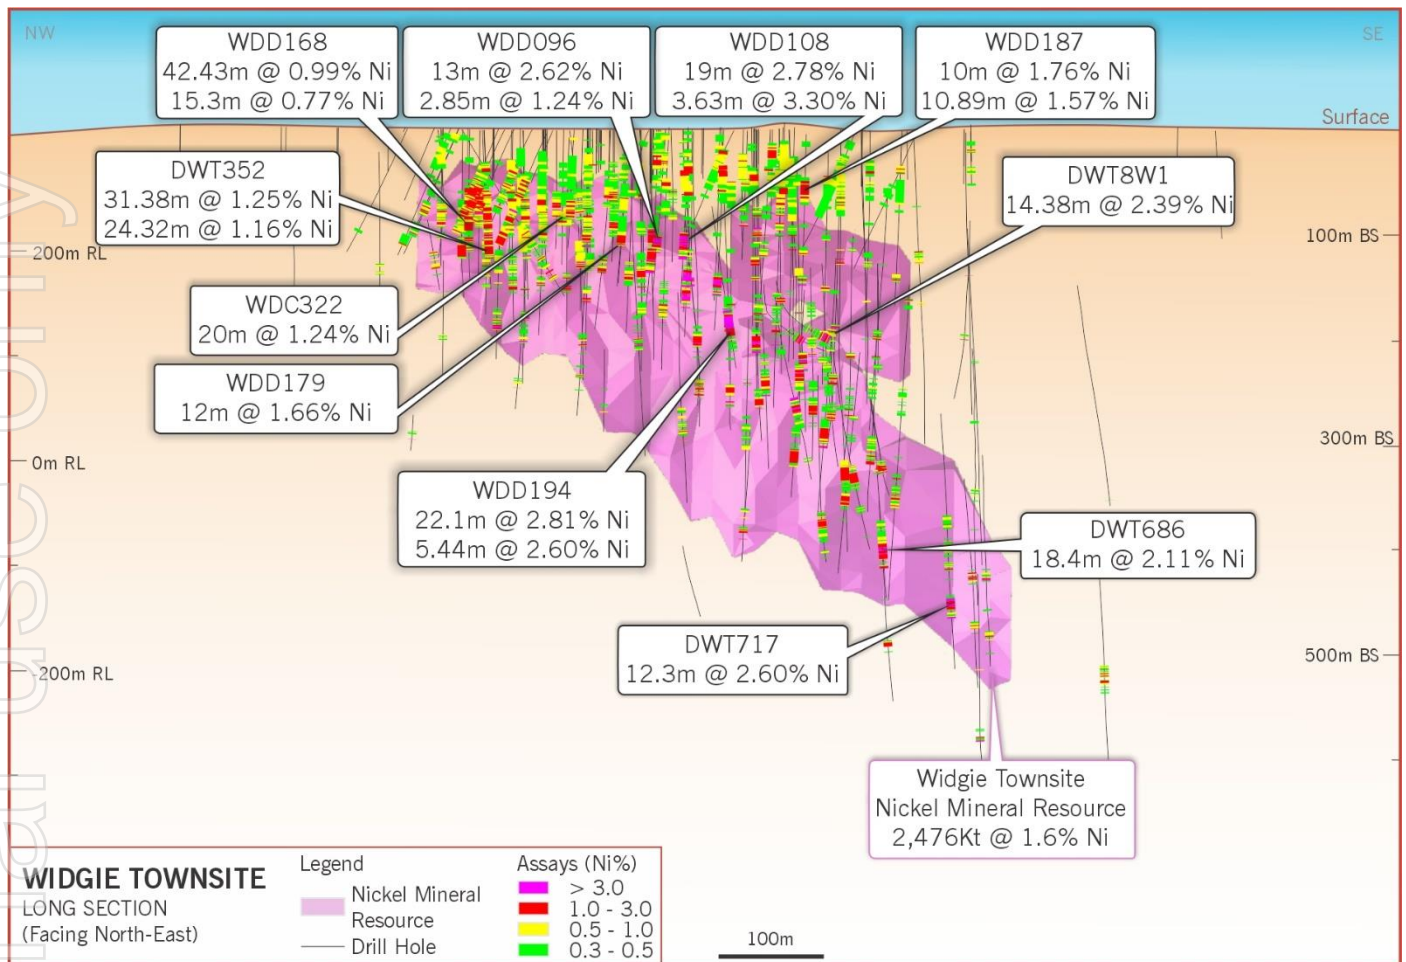 NW
SE
WDD168
42.43m @ 0.99% Ni
15.3m @ 0.77% Ni
WDD096
13m @ 2.62% Ni
2.85m @ 1.24% Ni
WDD108
19m @ 2.78% Ni
3.63m @ 3.30% Ni
WDD187
10m @ 1.76% Ni
10.89m @ 1.57% Ni
Surface
DWT352
31.38m @ 1.25% Ni
24.32m @ 1.16% Ni
DWT8W1
14.38m @ 2.39% Ni
200m RL
100m BS
WDC322
20m @ 1.24% Ni
WDD179
12m @ 1.66% Ni
0m RL
300m BS
WDD194
22.1m @ 2.81% Ni
5.44m @ 2.60% Ni
DWT686
18.4m @ 2.11% Ni
DWT717
12.3m @ 2.60% Ni
-200m RL
500m BS
Widgie Townsite
Nickel Mineral Resource
2,476Kt @ 1.6% Ni
WIDGIE TOWNSITE
LONG SECTION
(Facing North-East)
Legend
Nickel Mineral
Resource
Drill Hole
Assays (Ni%)
> 3.0
1.0 - 3.0
0.5 - 1.0
0.3 - 0.5
100m